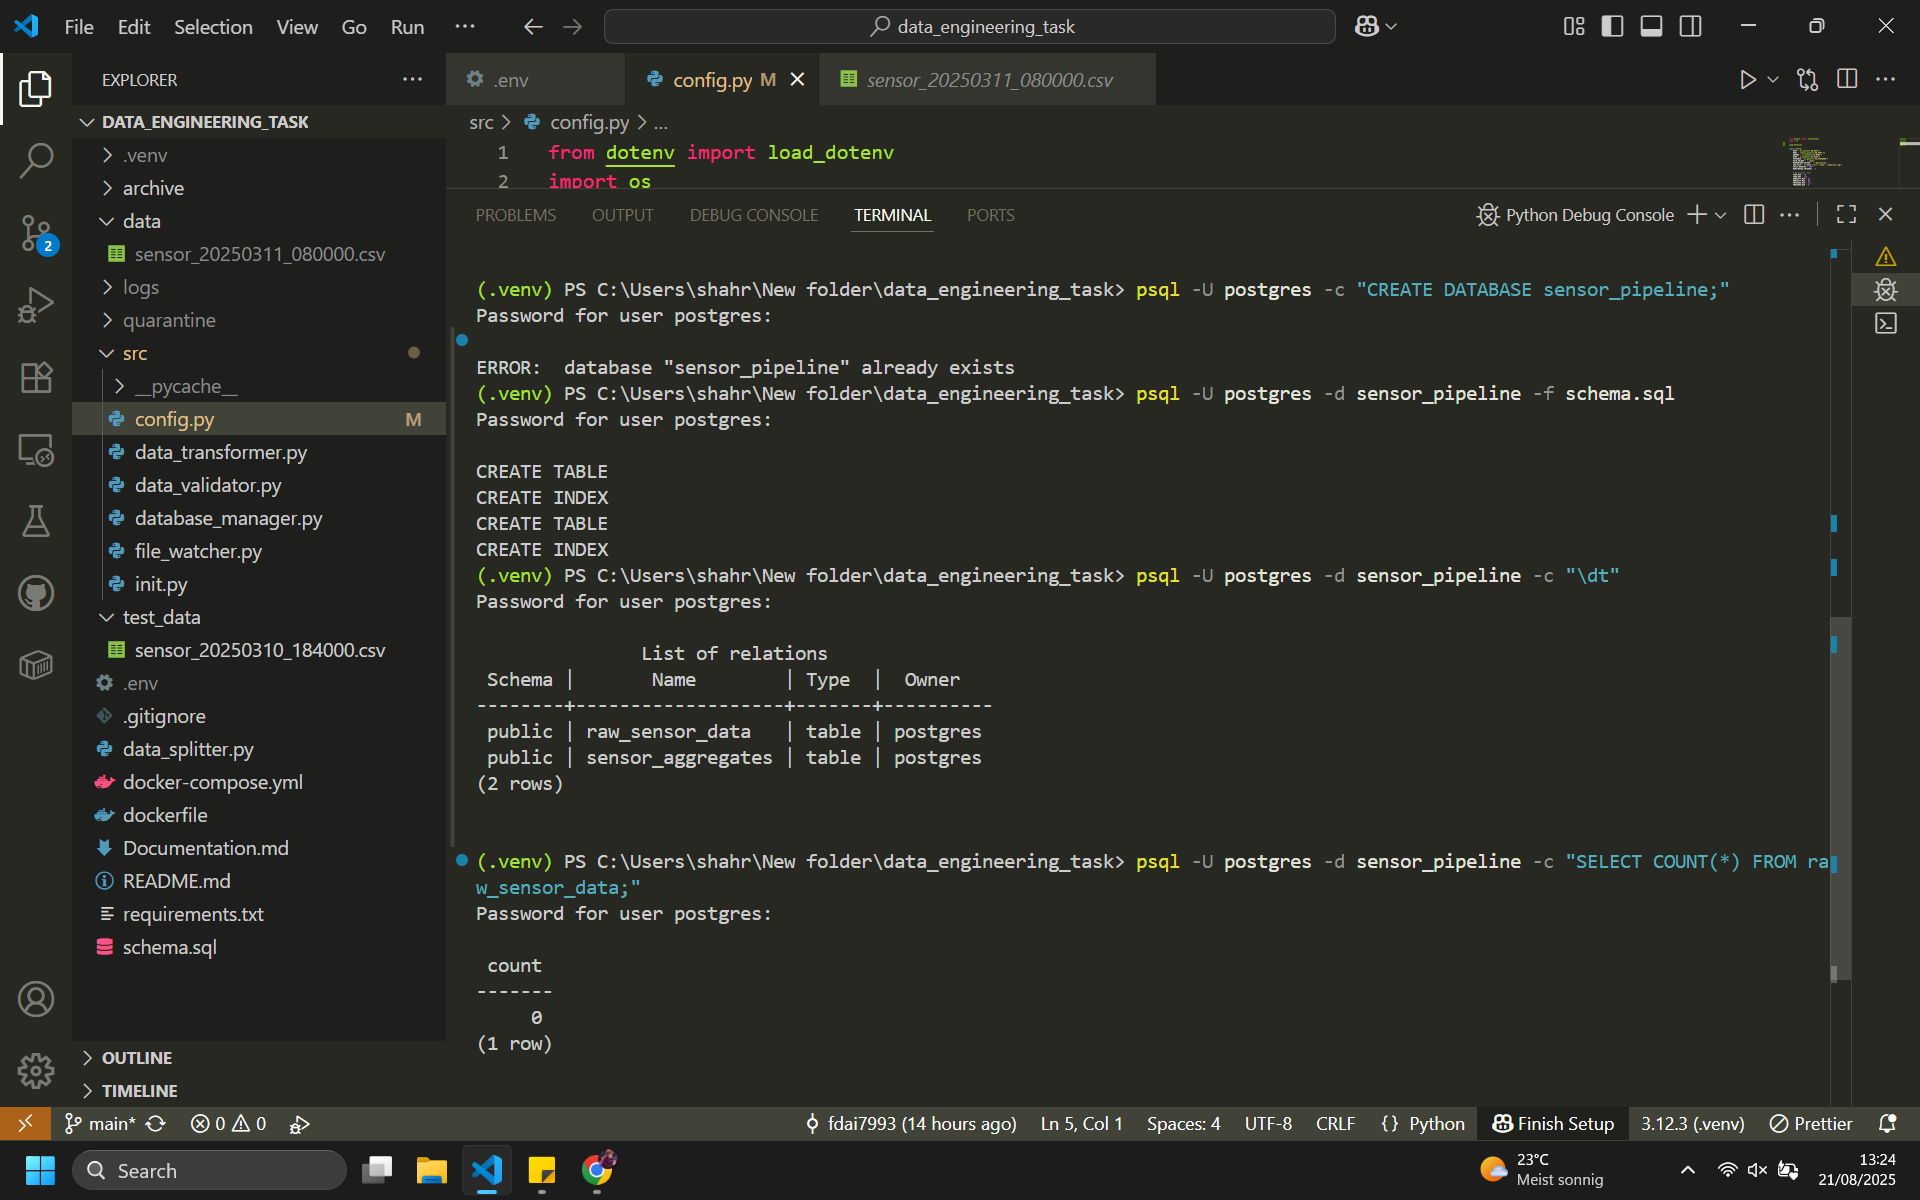 File Edit Selection View Go Run ···
data_engineering_task
EXPLORER
DATA_ENGINEERING_TASK
.venv
archive
data
sensor_20250311_080000.csv
logs
quarantine
src
__pycache__
config.py M
data_transformer.py
data_validator.py
database_manager.py
file_watcher.py
init.py
test_data
sensor_20250310_184000.csv
.env
.gitignore
data_splitter.py
docker-compose.yml
dockerfile
Documentation.md
README.md
requirements.txt
schema.sql
OUTLINE
TIMELINE
2
.env
config.py M
sensor_20250311_080000.csv
src > config.py > ...
1 from dotenv import load_dotenv
2 import os
PROBLEMS OUTPUT DEBUG CONSOLE TERMINAL PORTS
Python Debug Console
(.venv) PS C:\Users\shahr\New folder\data_engineering_task> psql -U postgres -c "CREATE DATABASE sensor_pipeline;"
Password for user postgres:
ERROR:  database "sensor_pipeline" already exists
(.venv) PS C:\Users\shahr\New folder\data_engineering_task> psql -U postgres -d sensor_pipeline -f schema.sql
Password for user postgres:
CREATE TABLE
CREATE INDEX
CREATE TABLE
CREATE INDEX
(.venv) PS C:\Users\shahr\New folder\data_engineering_task> psql -U postgres -d sensor_pipeline -c "\dt"
Password for user postgres:
List of relations
Schema |       Name        | Type  |  Owner
--------+-------------------+-------+----------
public | raw_sensor_data   | table | postgres
public | sensor_aggregates | table | postgres
(2 rows)
(.venv) PS C:\Users\shahr\New folder\data_engineering_task> psql -U postgres -d sensor_pipeline -c "SELECT COUNT(*) FROM ra
w_sensor_data;"
Password for user postgres:
count
-------
0
(1 row)
main* 0 0
fdai7993 (14 hours ago) Ln 5, Col 1 Spaces: 4 UTF-8 CRLF {} Python Finish Setup 3.12.3 (.venv) Prettier
Search
23°C
Meist sonnig
13:24
21/08/2025